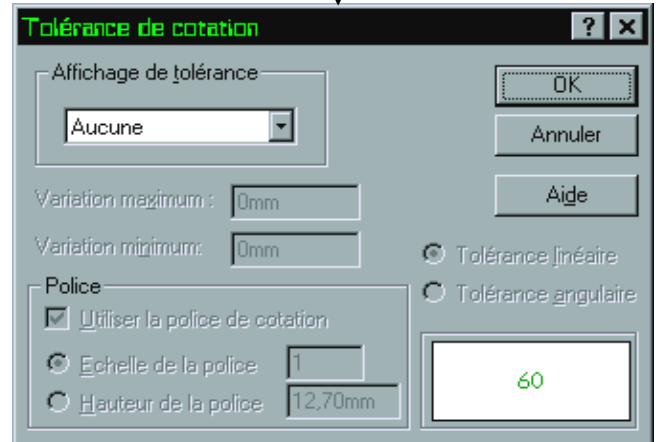 Tolérance de cotation
Affichage de tolérance
Aucune
OK
Annuler
Aide
Variation maximum : 0mm
Variation minimum: 0mm
Tolérance linéaire
Tolérance angulaire
Police
Utiliser la police de cotation
Echelle de la police 1
Hauteur de la police 12,70mm
60